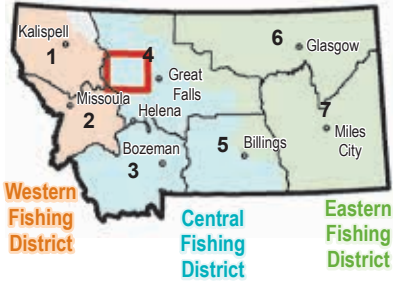 Kalispell
1
6
Glasgow
4
Great
Falls
Missoula
Helena
2
7
Miles
City
Bozeman
3
5
Billings
Western
Fishing
District
Central
Fishing
District
Eastern
Fishing
District